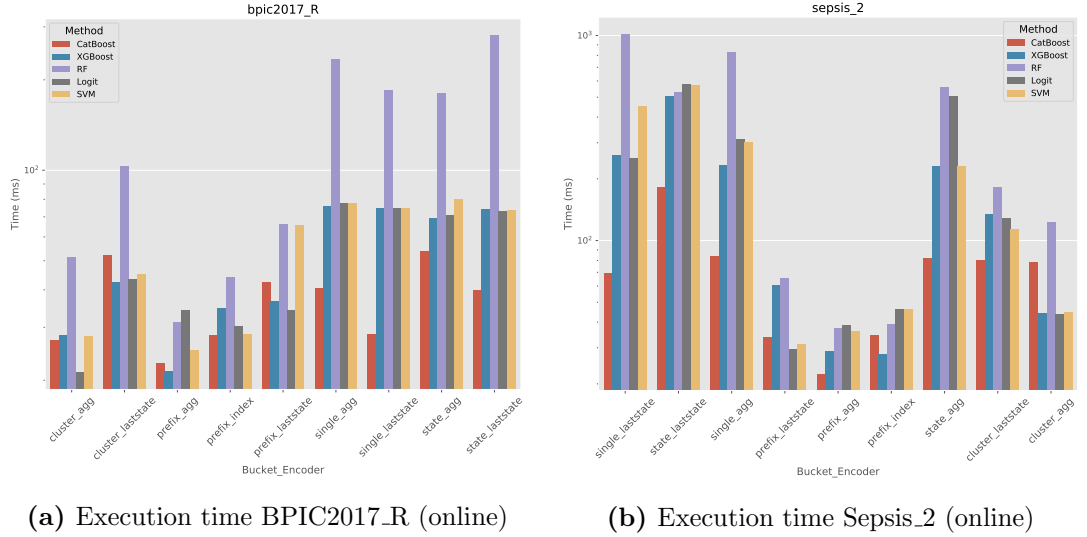 bpic2017_R
Method
CatBoost
XGBoost
RF
Logit
SVM
Time (ms)
10²
cluster_agg
cluster_laststate
prefix_agg
prefix_index
prefix_laststate
single_agg
single_laststate
state_agg
state_laststate
Bucket_Encoder
(a) Execution time BPIC2017_R (online)
sepsis_2
Method
CatBoost
XGBoost
RF
Logit
SVM
Time (ms)
10³
10²
single_laststate
state_laststate
single_agg
prefix_laststate
prefix_agg
prefix_index
state_agg
cluster_laststate
cluster_agg
Bucket_Encoder
(b) Execution time Sepsis_2 (online)